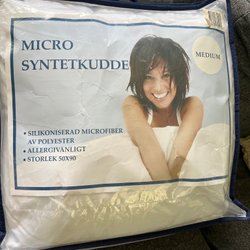 MICRO
SYNTETKUDDE
MEDIUM
• SILIKONISERAD MICROFIBER
AV POLYESTER
• ALLERGIVÄNLIGT
• STORLEK 50X90